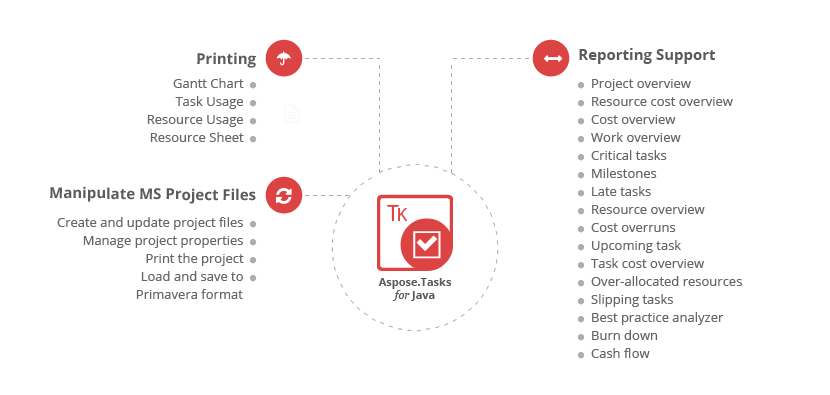 Printing
Gantt Chart
Task Usage
Resource Usage
Resource Sheet
Manipulate MS Project Files
Create and update project files
Manage project properties
Print the project
Load and save to
Primavera format
TK
Aspose.Tasks
for Java
Reporting Support
Project overview
Resource cost overview
Cost overview
Work overview
Critical tasks
Milestones
Late tasks
Resource overview
Cost overruns
Upcoming task
Task cost overview
Over-allocated resources
Slipping tasks
Best practice analyzer
Burn down
Cash flow